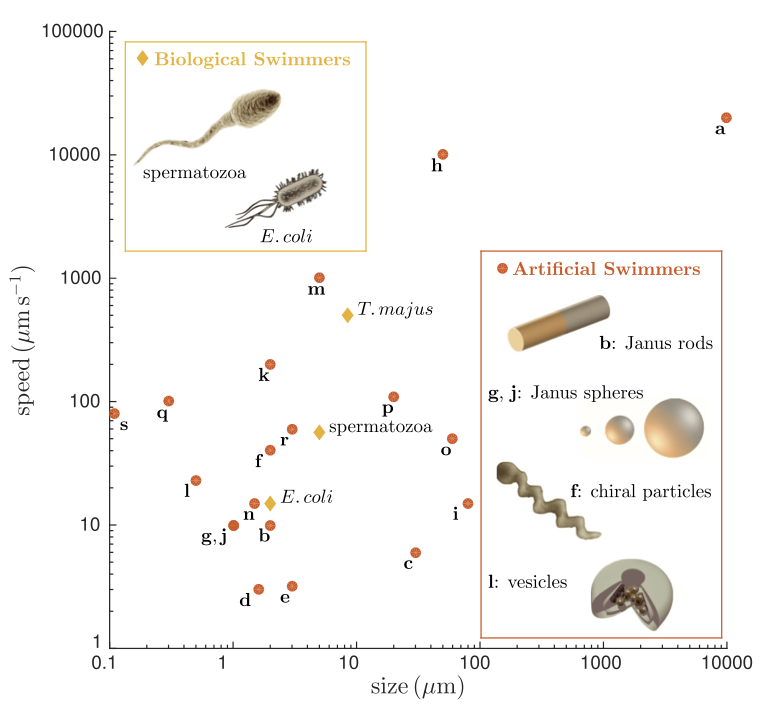 100000
10000
1000
100
10
1
speed (μm s⁻¹)
Biological Swimmers
spermatozoa
E. coli
a
h
m
T. majus
k
s
q
p
r
spermatozoa
f
o
l
n
E. coli
i
g, j
b
c
d
e
Artificial Swimmers
b: Janus rods
g, j: Janus spheres
f: chiral particles
l: vesicles
0.1 1 10 100 1000 10000
size (μm)